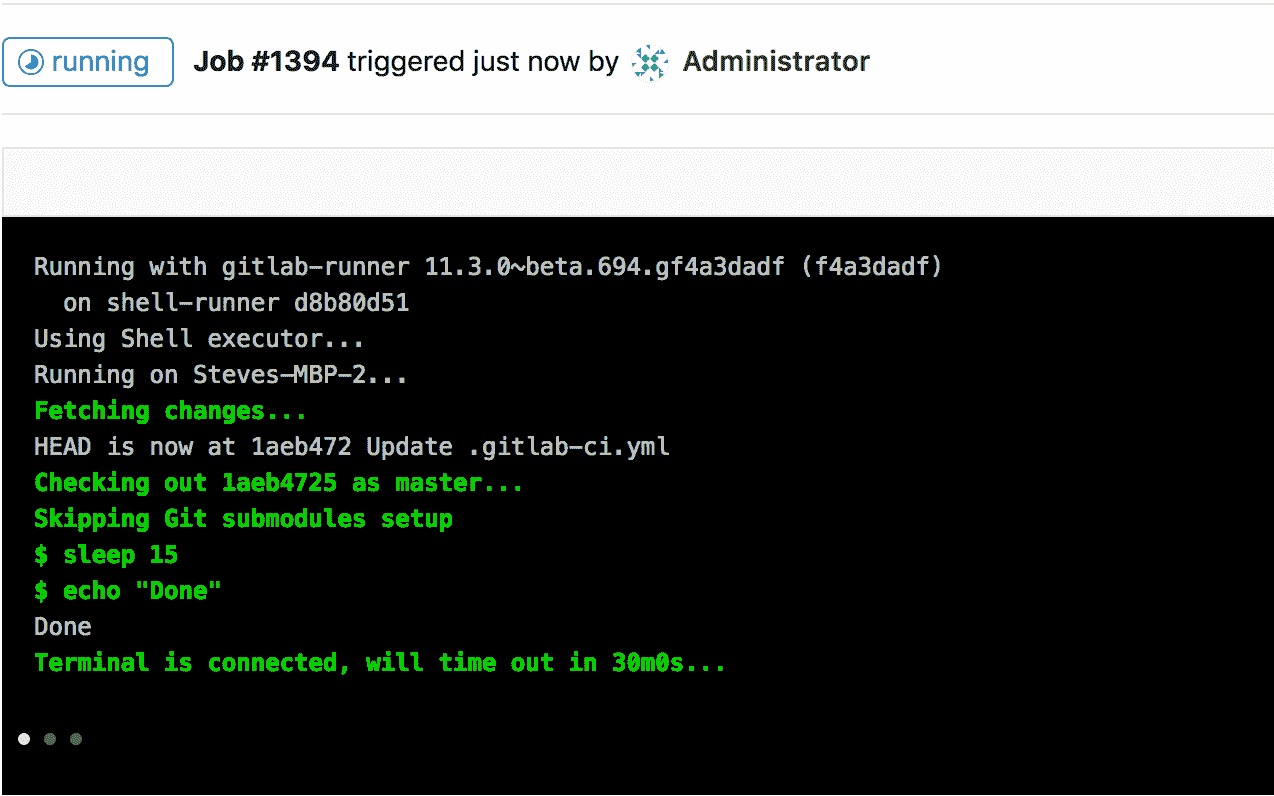 running Job #1394 triggered just now by Administrator
Running with gitlab-runner 11.3.0~beta.694.gf4a3dadf (f4a3dadf)
on shell-runner d8b80d51
Using Shell executor...
Running on Steves-MBP-2...
Fetching changes...
HEAD is now at 1aeb472 Update .gitlab-ci.yml
Checking out 1aeb4725 as master...
Skipping Git submodules setup
$ sleep 15
$ echo "Done"
Done
Terminal is connected, will time out in 30m0s...